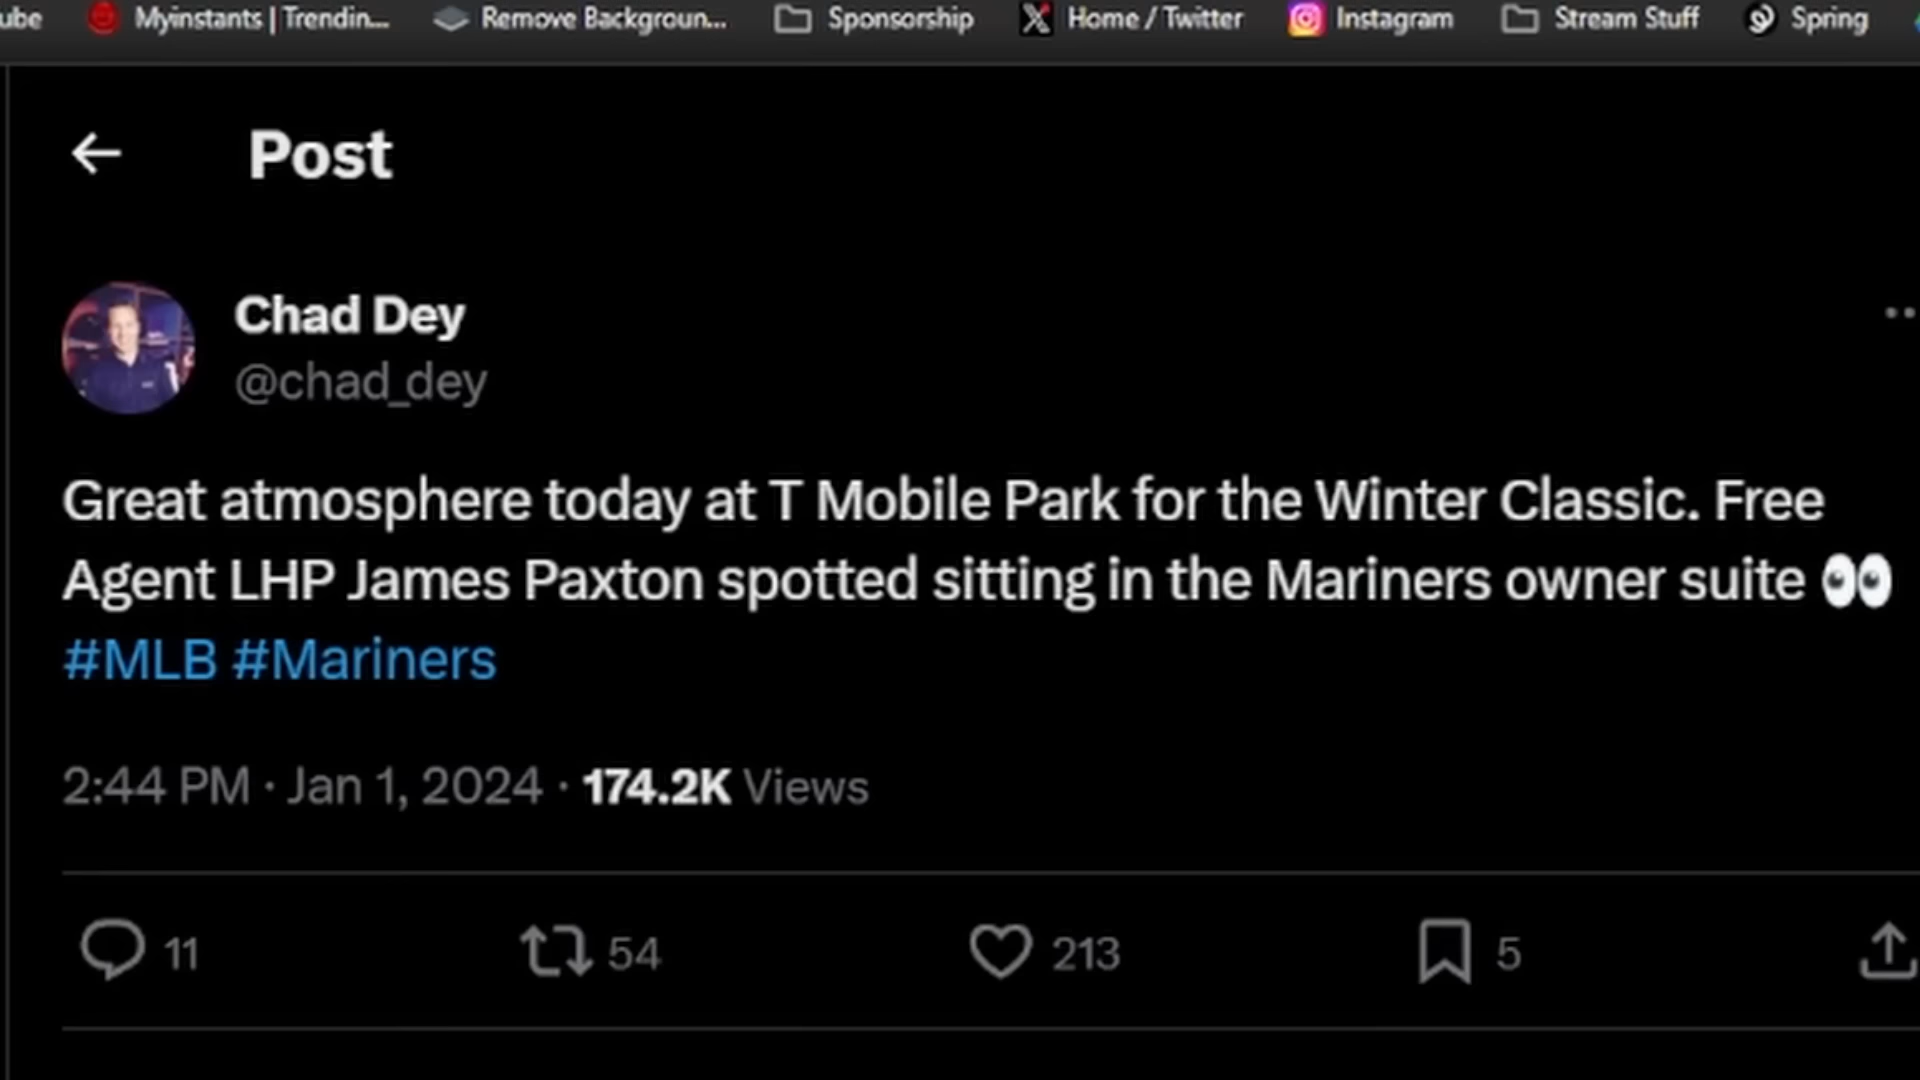 ube Myinstants | Trendin... Remove Backgroun... Sponsorship Home / Twitter Instagram Stream Stuff Spring
Post
Chad Dey
@chad_dey
Great atmosphere today at T Mobile Park for the Winter Classic. Free
Agent LHP James Paxton spotted sitting in the Mariners owner suite 👀
#MLB #Mariners
2:44 PM · Jan 1, 2024 · 174.2K Views
11 54 213 5